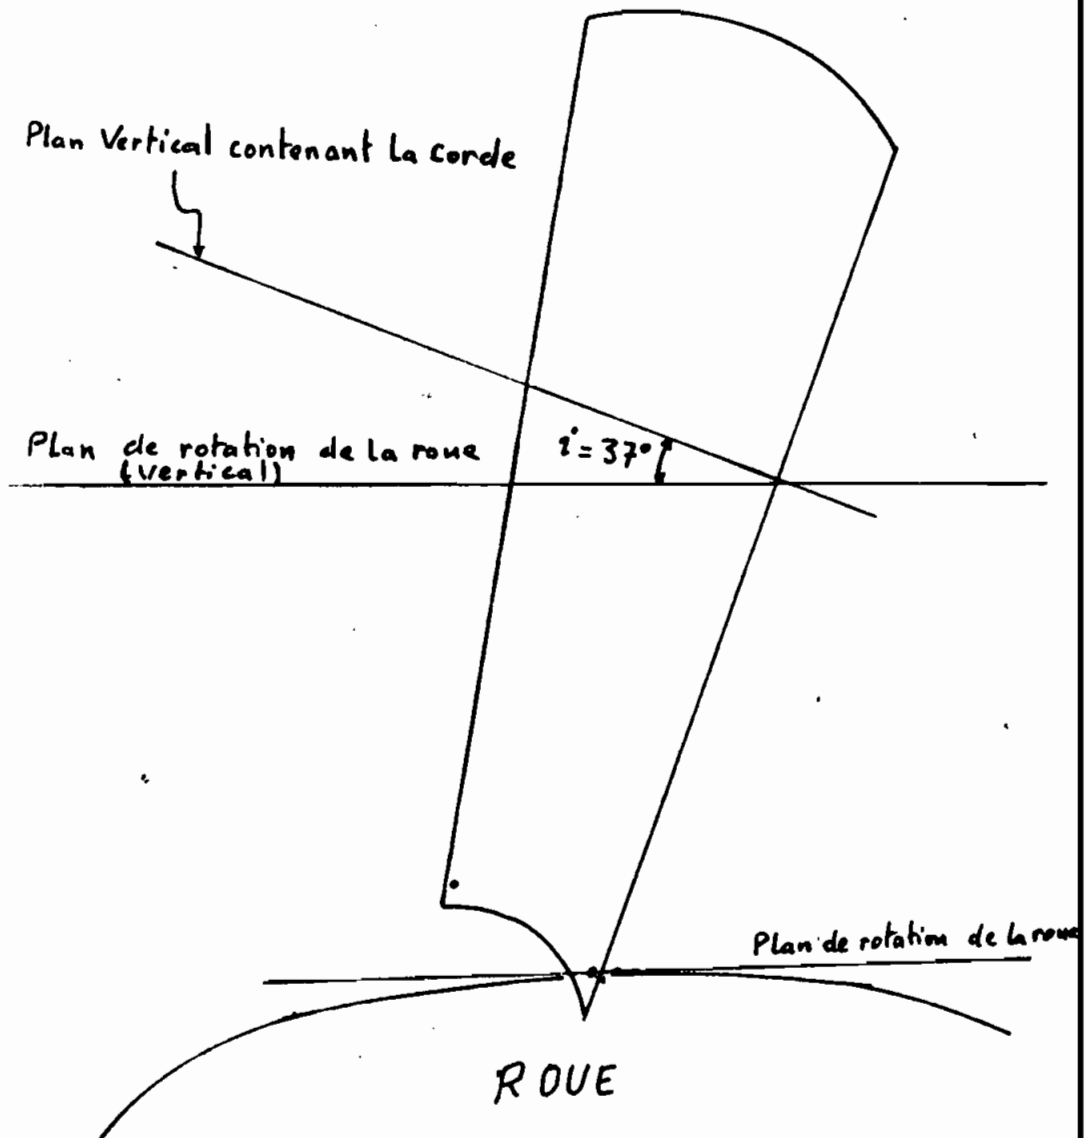 Plan Vertical contenant la corde
Plan de rotation de la roue
(vertical)
i = 37°
Plan de rotation de la roue
ROUE